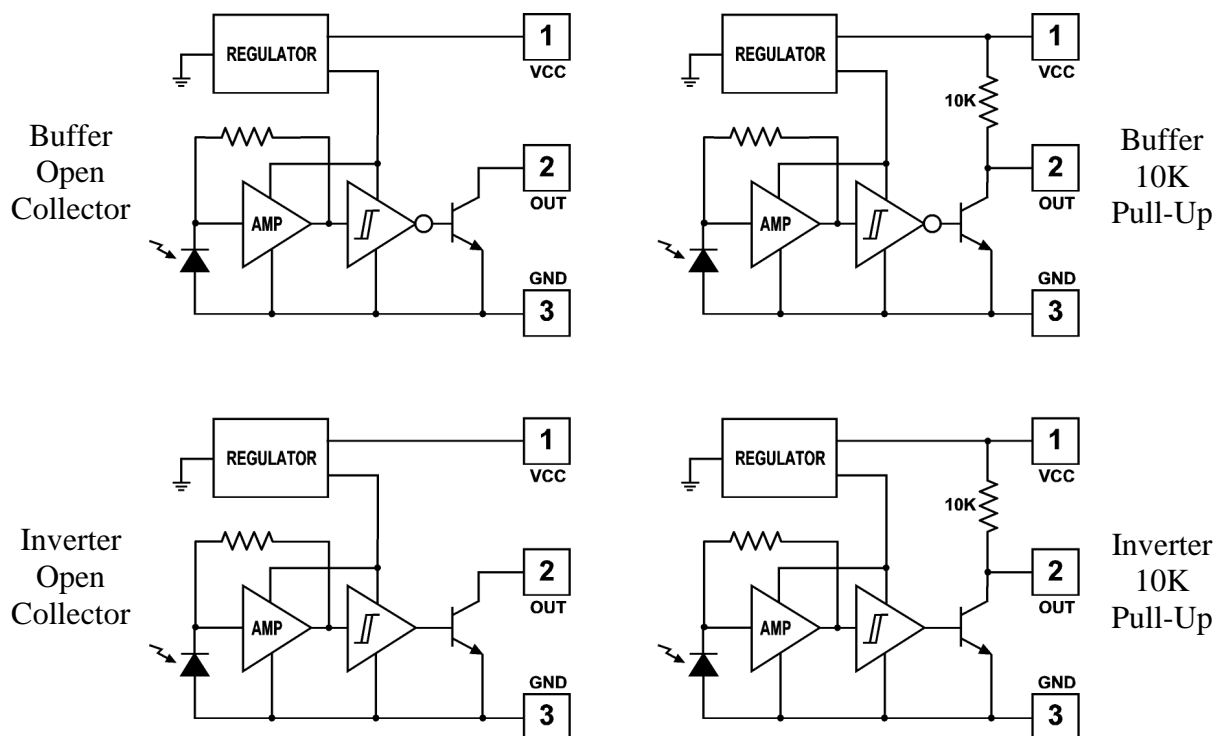 Buffer
Open
Collector
REGULATOR
1
VCC
AMP
2
OUT
GND
3
REGULATOR
1
VCC
10K
AMP
2
OUT
GND
3
Buffer
10K
Pull-Up
Inverter
Open
Collector
REGULATOR
1
VCC
AMP
2
OUT
GND
3
REGULATOR
1
VCC
10K
AMP
2
OUT
GND
3
Inverter
10K
Pull-Up